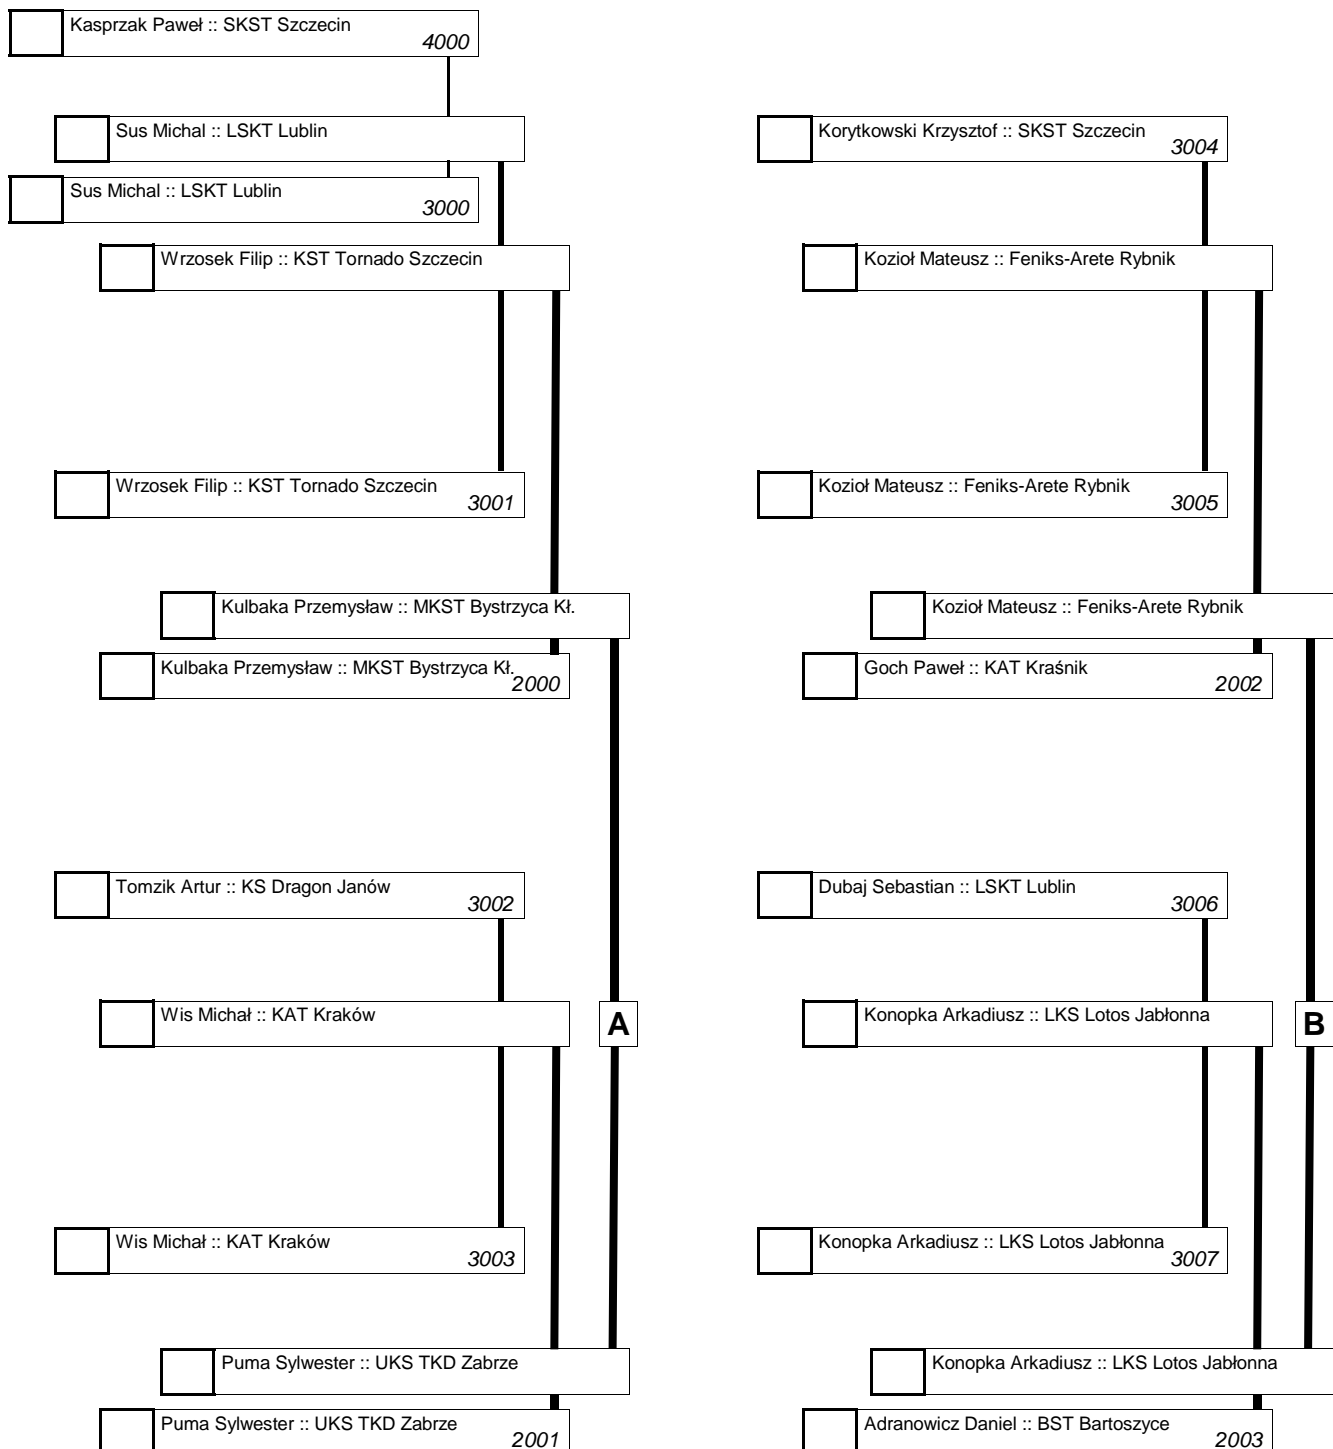 Kasprzak Paweł :: SKST Szczecin
4000
Sus Michal :: LSKT Lublin
Sus Michal :: LSKT Lublin
3000
Wrzosek Filip :: KST Tornado Szczecin
Wrzosek Filip :: KST Tornado Szczecin
3001
Kulbaka Przemysław :: MKST Bystrzyca Kł.
Kulbaka Przemysław :: MKST Bystrzyca Kł.
2000
Tomzik Artur :: KS Dragon Janów
3002
Wis Michał :: KAT Kraków
A
Wis Michał :: KAT Kraków
3003
Puma Sylwester :: UKS TKD Zabrze
Puma Sylwester :: UKS TKD Zabrze
2001
Korytkowski Krzysztof :: SKST Szczecin
3004
Kozioł Mateusz :: Feniks-Arete Rybnik
Kozioł Mateusz :: Feniks-Arete Rybnik
3005
Kozioł Mateusz :: Feniks-Arete Rybnik
Goch Paweł :: KAT Kraśnik
2002
Dubaj Sebastian :: LSKT Lublin
3006
Konopka Arkadiusz :: LKS Lotos Jabłonna
B
Konopka Arkadiusz :: LKS Lotos Jabłonna
3007
Konopka Arkadiusz :: LKS Lotos Jabłonna
Adranowicz Daniel :: BST Bartoszyce
2003